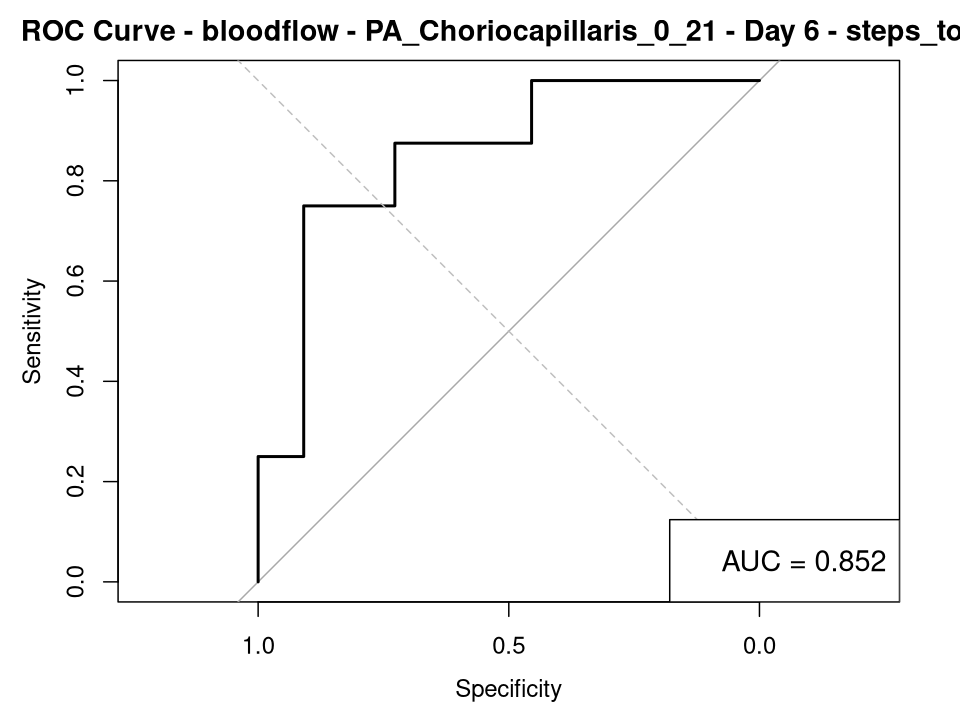 ROC Curve - bloodflow - PA_Choriocapillaris_0_21 - Day 6 - steps_to
1.0
0.8
0.6
0.4
0.2
0.0
Sensitivity
AUC = 0.852
1.0 0.5 0.0
Specificity